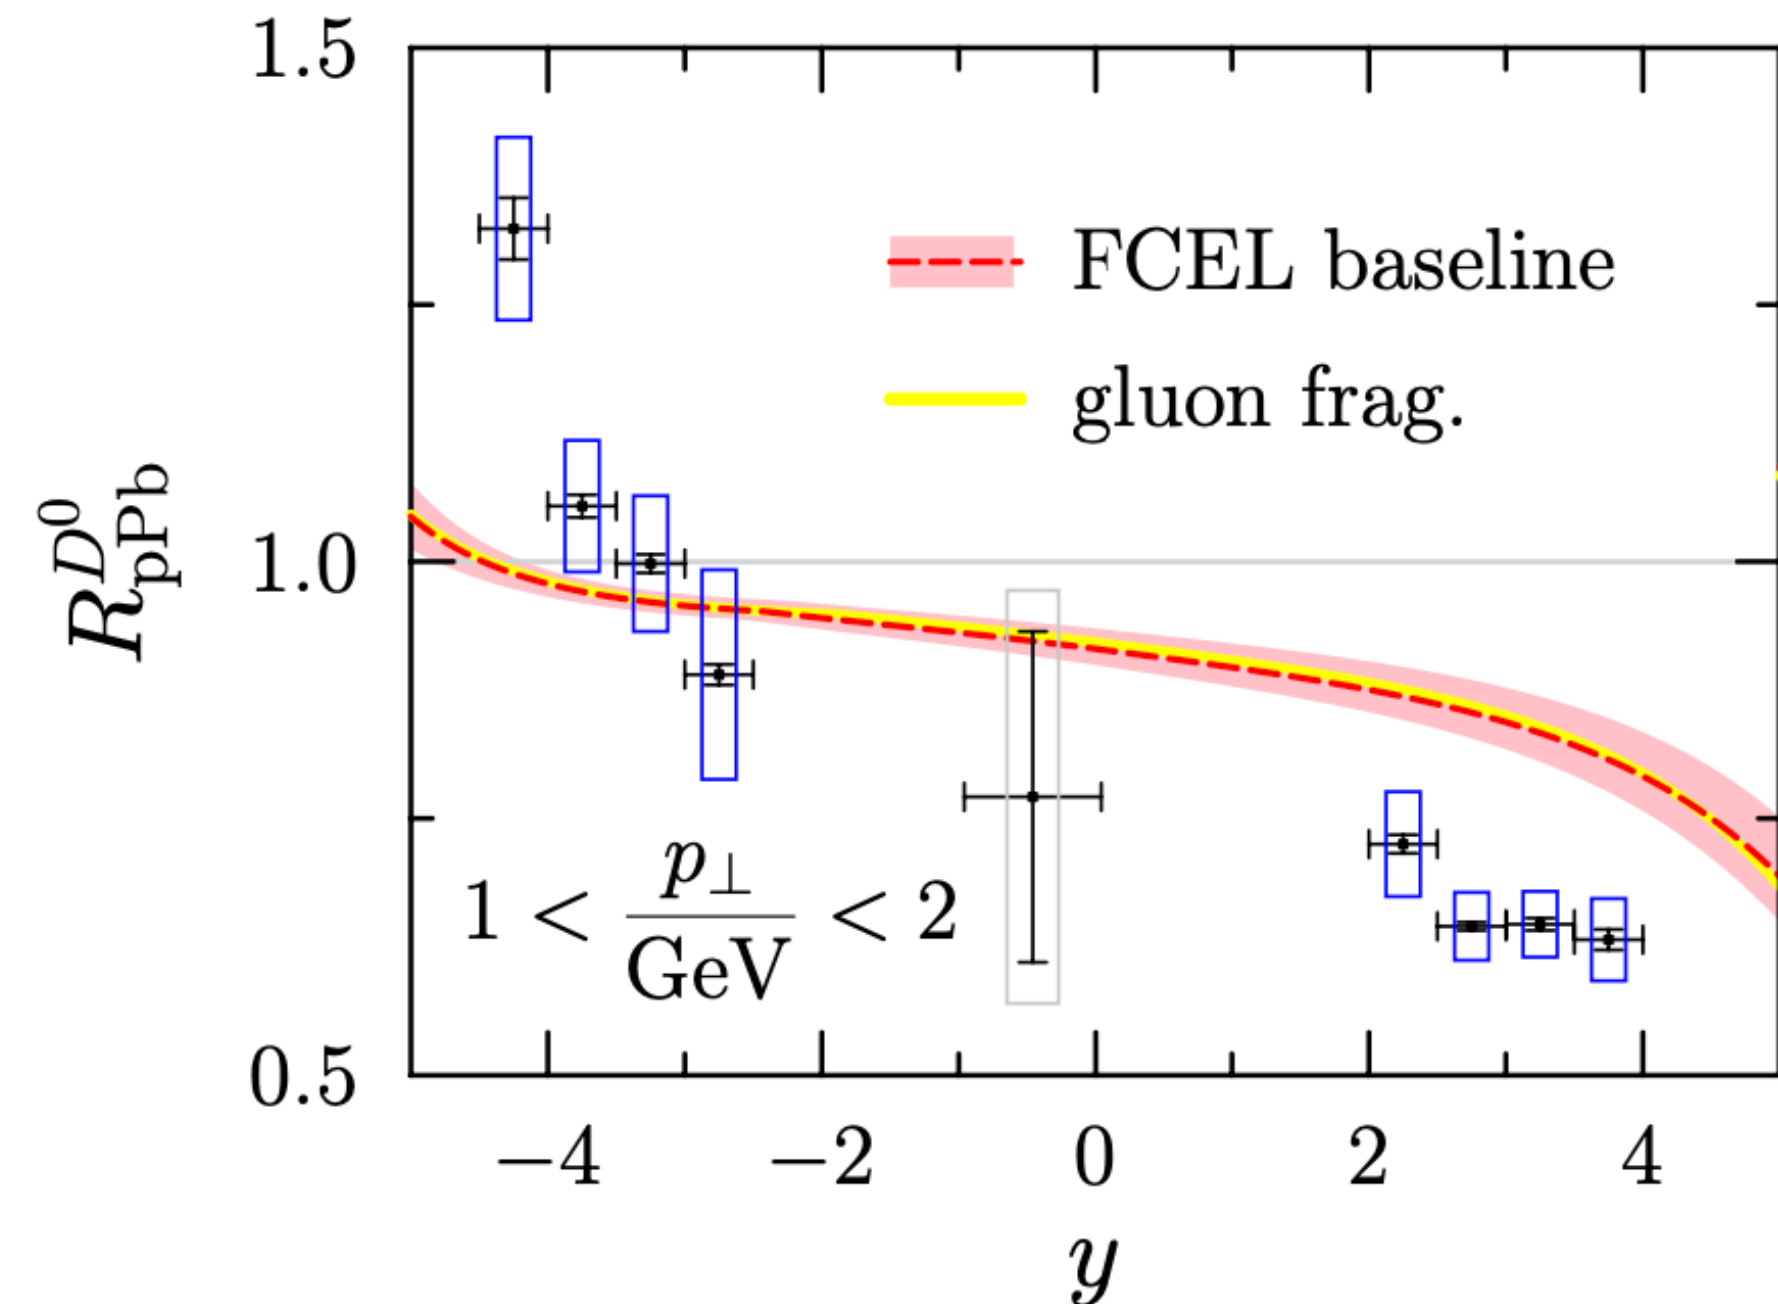 1.5
FCEL baseline
gluon frag.
R_{pPb}^{D^0}
1.0
1 < p_⊥/GeV < 2
0.5
−4 −2 0 2 4
y